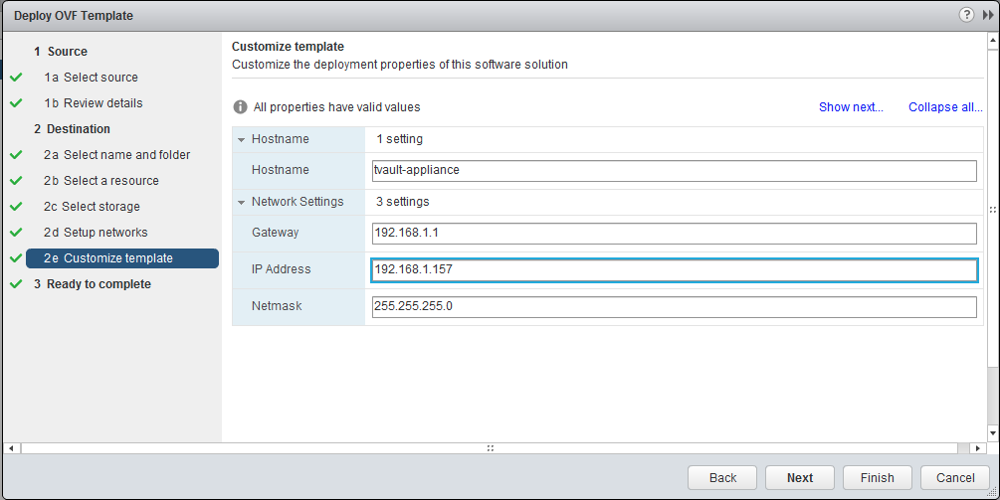 Deploy OVF Template
1 Source
1a Select source
1b Review details
2 Destination
2a Select name and folder
2b Select a resource
2c Select storage
2d Setup networks
2e Customize template
3 Ready to complete
Customize template
Customize the deployment properties of this software solution
All properties have valid values Show next... Collapse all...
Hostname 1 setting
Hostname tvault-appliance
Network Settings 3 settings
Gateway 192.168.1.1
IP Address 192.168.1.157
Netmask 255.255.255.0
Back Next Finish Cancel